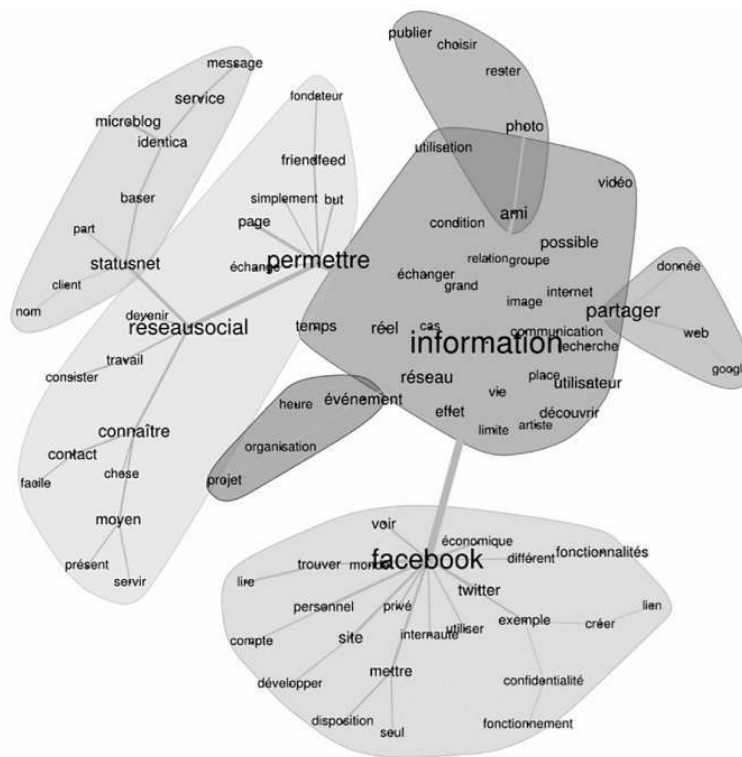 publier
choisir
rester
message
service
fondateur
microblog
photo
identica
utilisation
friendfeed
vidéo
simplement
but
baser
ami
page
condition
part
possible
permettre
relation
groupe
statusnet
échange
échanger
donnée
client
grand
internet
image
partager
nom
devenir
temps
réel
cas
communication
web
réseausocial
information
recherche
travail
google
consister
réseau
place
utilisateur
vie
événement
heure
effet
découvrir
connaître
limite
artiste
organisation
contact
chose
facile
projet
moyen
voir
économique
fonctionnalités
présent
trouver
monde
facebook
différent
servir
lire
twitter
personnel
privé
lien
exemple
créer
compte
site
internaute
utiliser
mettre
développer
confidentialité
disposition
seul
fonctionnement